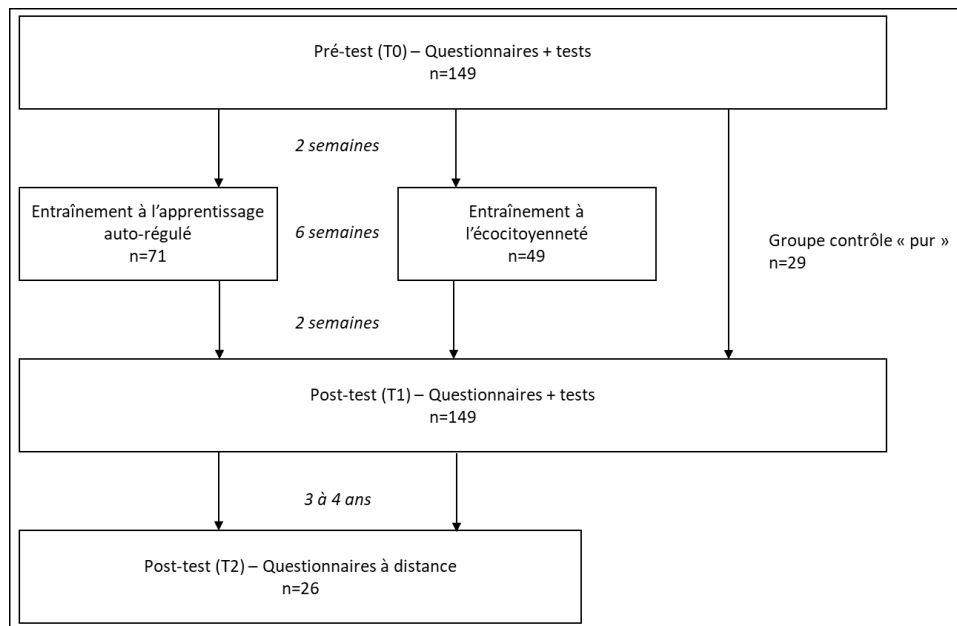 Pré-test (T0) – Questionnaires + tests
n=149
2 semaines
Entraînement à l’apprentissage
auto-régulé
n=71
6 semaines
Entraînement à
l’écocitoyenneté
n=49
Groupe contrôle « pur »
n=29
2 semaines
Post-test (T1) – Questionnaires + tests
n=149
3 à 4 ans
Post-test (T2) – Questionnaires à distance
n=26